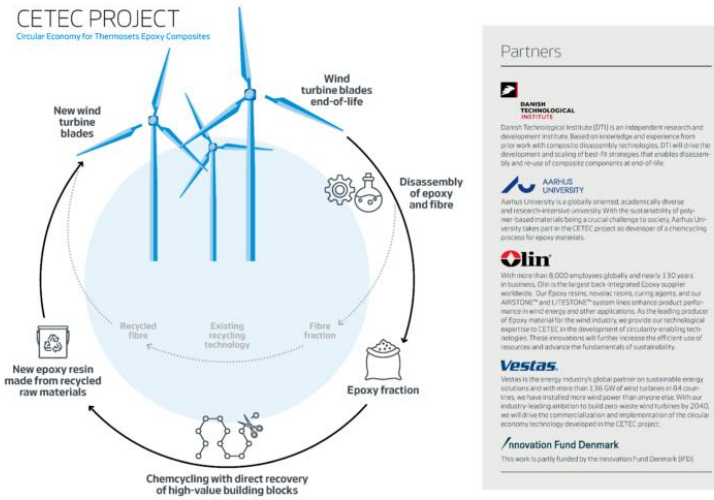 CETEC PROJECT
Circular Economy for Thermosets Epoxy Composites
Wind
turbine blades
end-of-life
New wind
turbine
blades
Disassembly
of epoxy
and fibre
Recycled
fibre
Existing
recycling
technology
Fibre
fraction
New epoxy resin
made from recycled
raw materials
Epoxy fraction
Chemcycling with direct recovery
of high-value building blocks
Partners
DANISH
TECHNOLOGICAL
INSTITUTE
Danish Technological Institute (DTI) is an independent research and
development institute. Based on knowledge and experience from
prior work with composite disassembly technologies, DTI will drive the
development and scaling of best-fit strategies that enables disassem-
bly and re-use of composite components at end-of-life.
AARHUS
UNIVERSITY
Aarhus University is a globally oriented, academically diverse
and research-intensive university. With the sustainability of poly-
mer-based materials being a crucial challenge to society, Aarhus Uni-
versity takes part in the CETEC project as developer of a chemcycling
process for epoxy materials.
Olin
With more than 8,000 employees globally and nearly 130 years
in business, Olin is the largest back-integrated Epoxy supplier
worldwide. Our Epoxy resins, novolac resins, curing agents, and our
AIRSTONE™ and LITESTONE™ system lines enhance product perfor-
mance in wind energy and other applications. As the leading producer
of Epoxy material for the wind industry, we provide our technological
expertise to CETEC in the development of circularity-enabling tech-
nologies. These innovations will further increase the efficient use of
resources and advance the fundamentals of sustainability.
Vestas.
Vestas is the energy industry's global partner on sustainable energy
solutions and with more than 136 GW of wind turbines in 84 coun-
tries, we have installed more wind power than anyone else. With our
industry-leading ambition to build zero-waste wind turbines by 2040,
we will drive the commercialization and implementation of the circular
economy technology developed in the CETEC project.
Innovation Fund Denmark
This work is partly funded by the Innovation Fund Denmark (IFD).